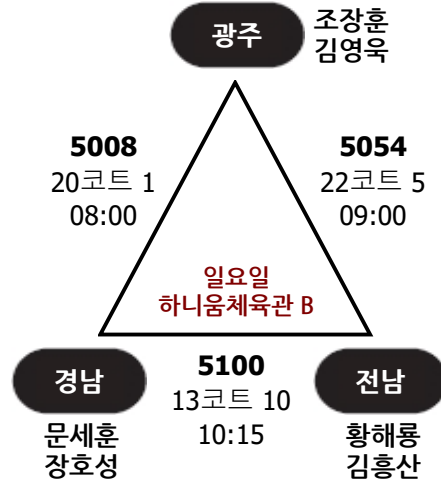 광주
조장훈
김영욱
5008
20코트 1
08:00
5054
22코트 5
09:00
일요일
하니움체육관 B
경남
문세훈
장호성
5100
13코트 10
10:15
전남
황해룡
김흥산